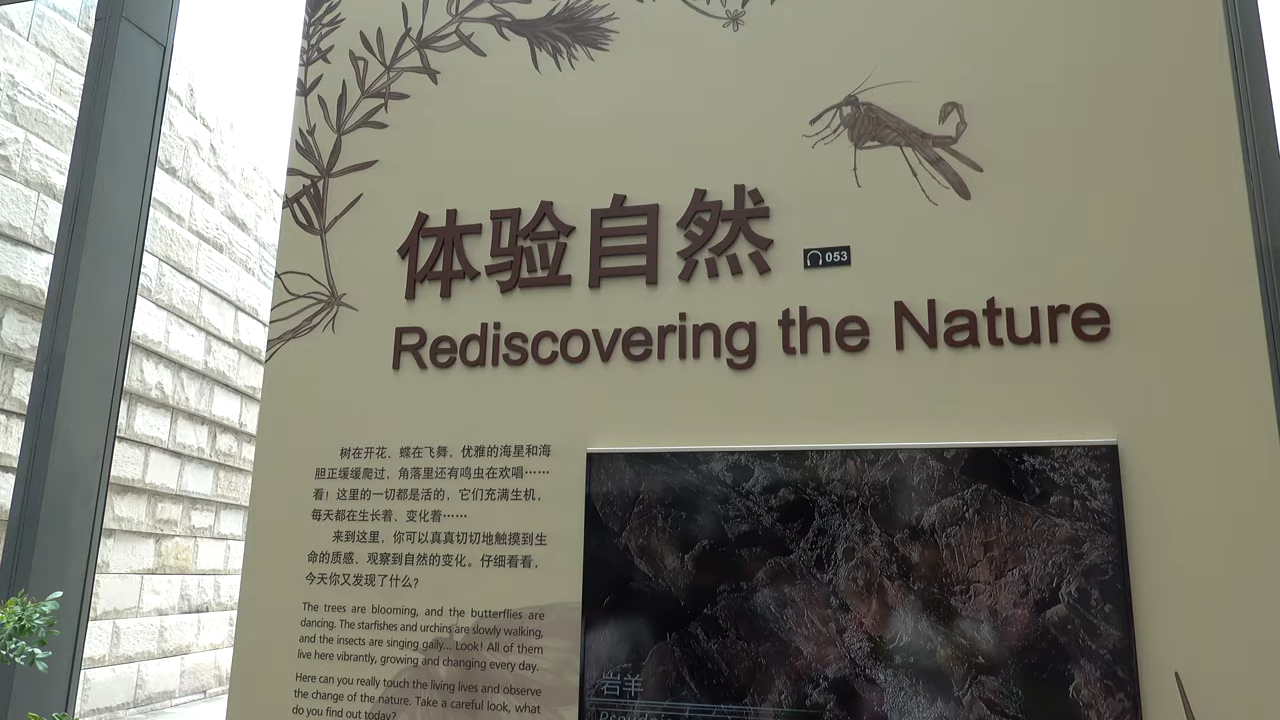 体验自然
053
Rediscovering the Nature
树在开花、蝶在飞舞，优雅的海星和海
胆正缓缓爬过，角落里还有鸣虫在欢唱……
看！这里的一切都是活的，它们充满生机，
每天都在生长着、变化着……
来到这里，你可以真真切切地触摸到生
命的质感、观察到自然的变化。仔细看看，
今天你又发现了什么？
The trees are blooming, and the butterflies are
dancing. The starfishes and urchins are slowly walking,
and the insects are singing gaily... Look! All of them
live here vibrantly, growing and changing every day.
Here can you really touch the living lives and observe
the change of the nature. Take a careful look, what
do you find out today?
岩羊